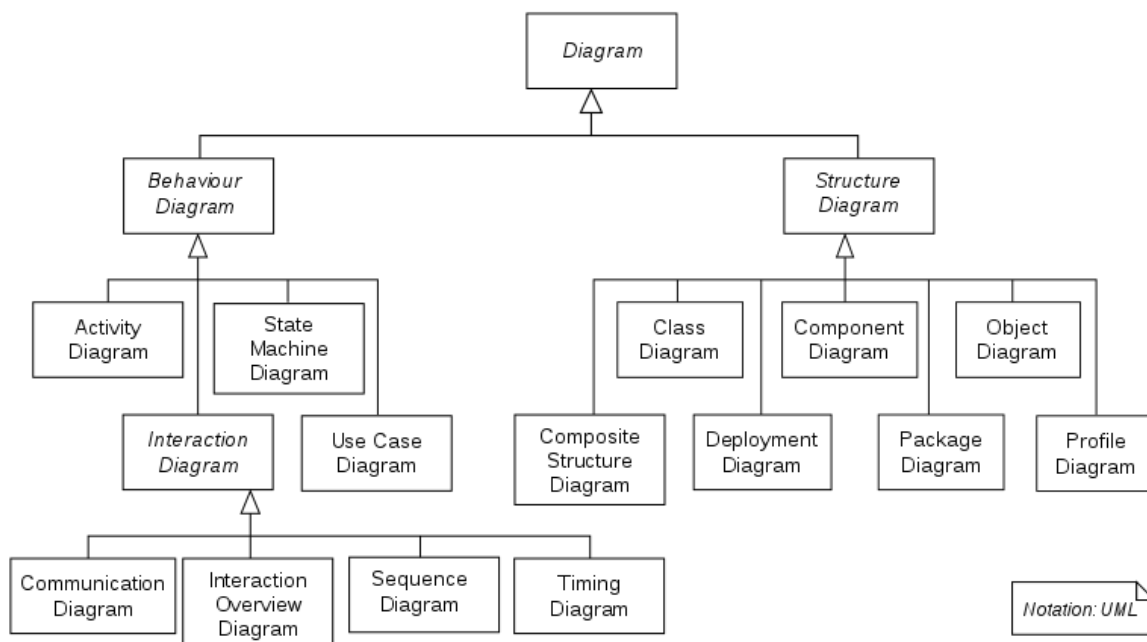 Diagram
Behaviour
Diagram
Structure
Diagram
Activity
Diagram
State
Machine
Diagram
Class
Diagram
Component
Diagram
Object
Diagram
Interaction
Diagram
Use Case
Diagram
Composite
Structure
Diagram
Deployment
Diagram
Package
Diagram
Profile
Diagram
Communication
Diagram
Interaction
Overview
Diagram
Sequence
Diagram
Timing
Diagram
Notation: UML